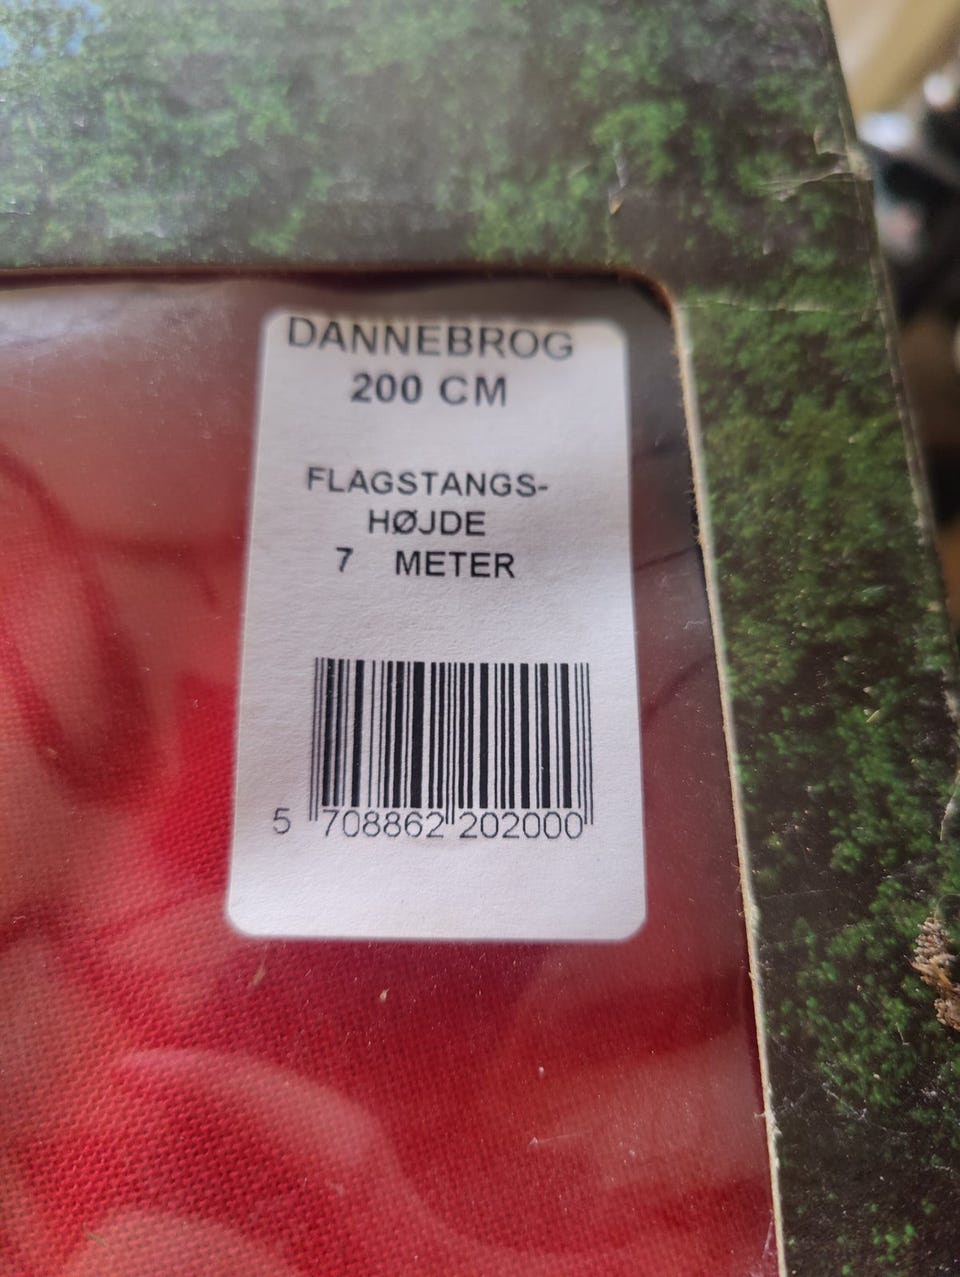 DANNEBROG
200 CM
FLAGSTANGS-
HØJDE
7 METER
5 708862 202000